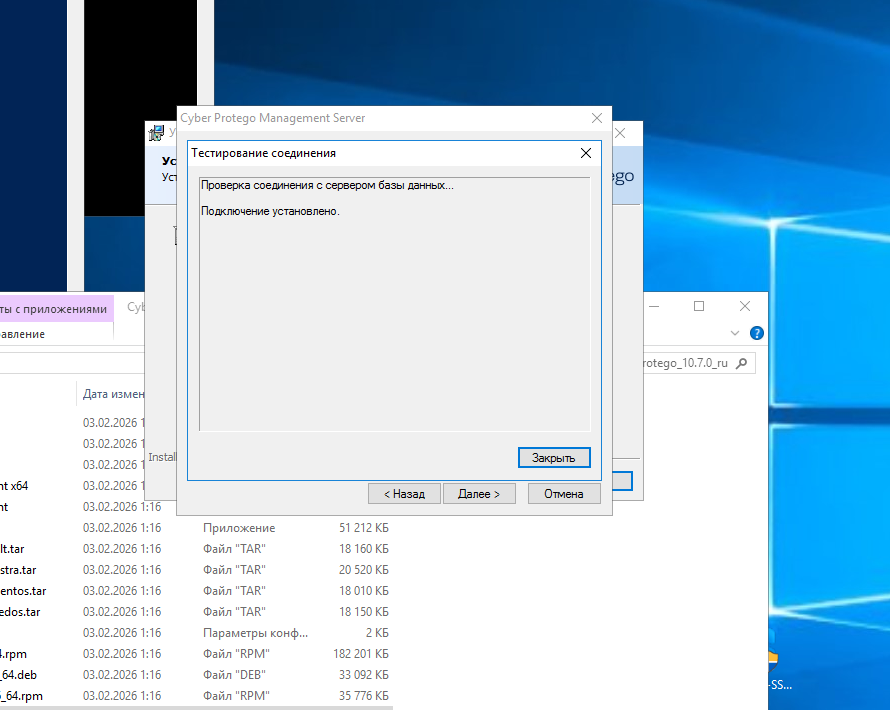 Cyber Protego Management Server
Тестирование соединения
Проверка соединения с сервером базы данных...
Подключение установлено.
Закрыть
< Назад
Далее >
Отмена
Ус
Уст
ego
Install
ты с приложениями
Cyb
авление
rotego_10.7.0_ru
Дата измен
03.02.2026 1
03.02.2026 1
03.02.2026 1
nt x64 03.02.2026 1
nt 03.02.2026 1:16
03.02.2026 1:16 Приложение 51 212 КБ
lt.tar 03.02.2026 1:16 Файл "TAR" 18 160 КБ
stra.tar 03.02.2026 1:16 Файл "TAR" 20 520 КБ
entos.tar 03.02.2026 1:16 Файл "TAR" 18 010 КБ
edos.tar 03.02.2026 1:16 Файл "TAR" 18 150 КБ
03.02.2026 1:16 Параметры конф... 2 КБ
4.rpm 03.02.2026 1:16 Файл "RPM" 182 201 КБ
_64.deb 03.02.2026 1:16 Файл "DEB" 33 092 КБ
6_64.rpm 03.02.2026 1:16 Файл "RPM" 35 776 КБ
-SS...